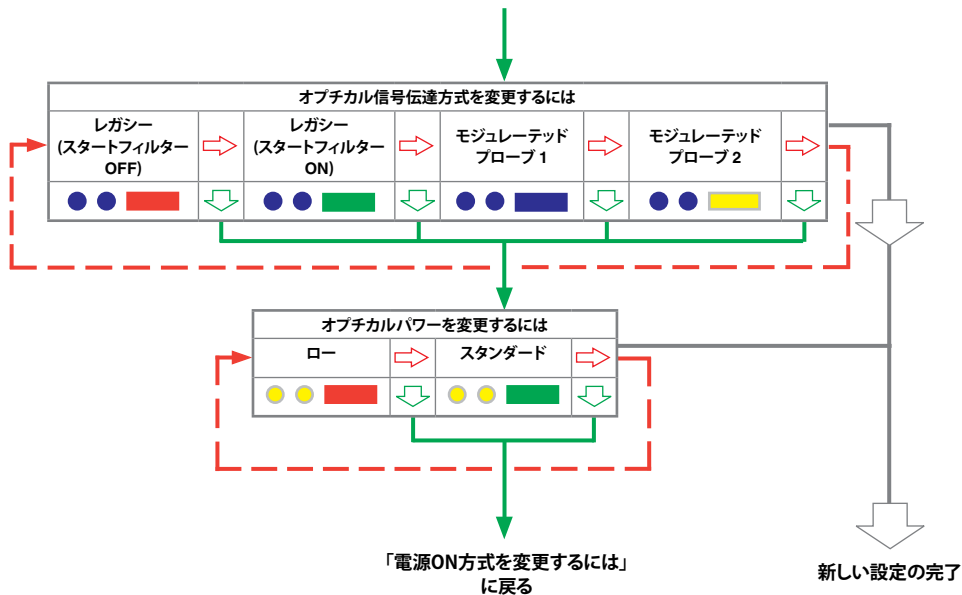 オプチカル信号伝達方式を変更するには
レガシー
(スタートフィルター
OFF)
レガシー
(スタートフィルター
ON)
モジュレーテッド
プローブ 1
モジュレーテッド
プローブ 2
オプチカルパワーを変更するには
ロー
スタンダード
「電源ON方式を変更するには」
に戻る
新しい設定の完了